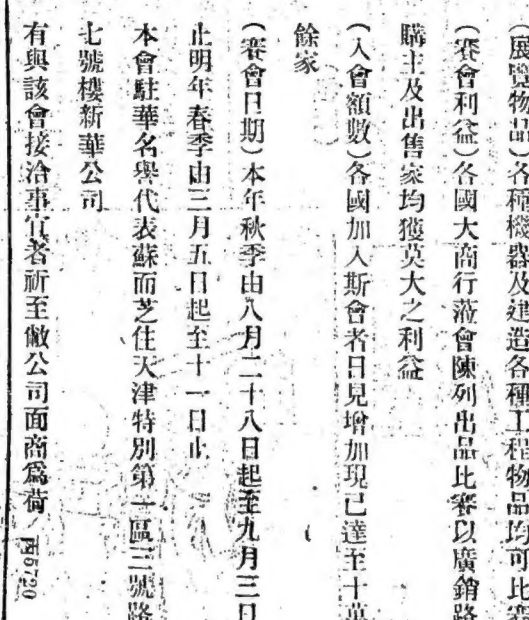 (展覽物品)各種機器及建造各種工程物品均可比賽
(賽會利益)各國大商行蒞會陳列出品比賽以廣銷路
購主及出售家均獲莫大之利益
(入會額數)各國加入斯會者日見增加現已達至十萬
餘家
(賽會日期)本年秋季由八月二十八日起至九月三日
止明年春季由三月五日起至十一日止
本會駐華名譽代表蘇而芝住天津特別第一區三號路
七號樓新華公司
有與該會接洽事宜者祈至敝公司面商爲荷 丙5720